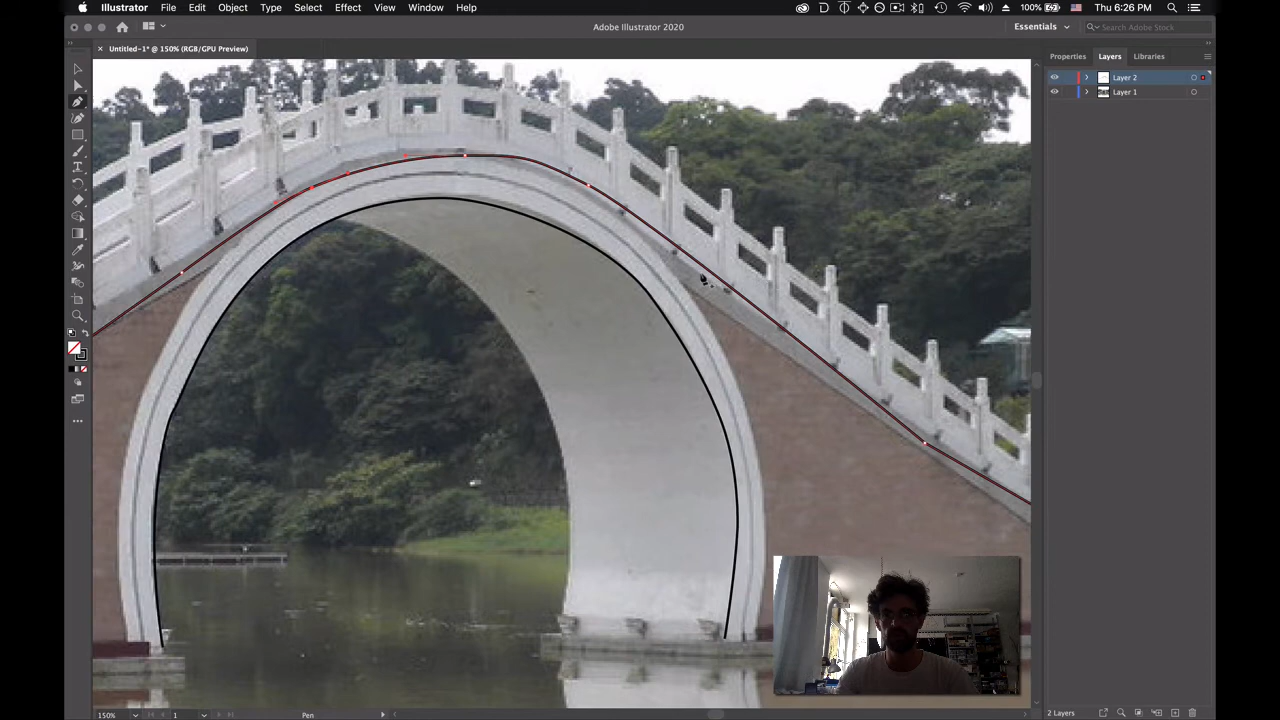 Illustrator File Edit Object Type Select Effect View Window Help
100% Thu 6:26 PM
Adobe Illustrator 2020
Essentials
Search Adobe Stock
Untitled-1* @ 150% (RGB/GPU Preview)
Properties Layers Libraries
Layer 2
Layer 1
150% 1 Pen
2 Layers